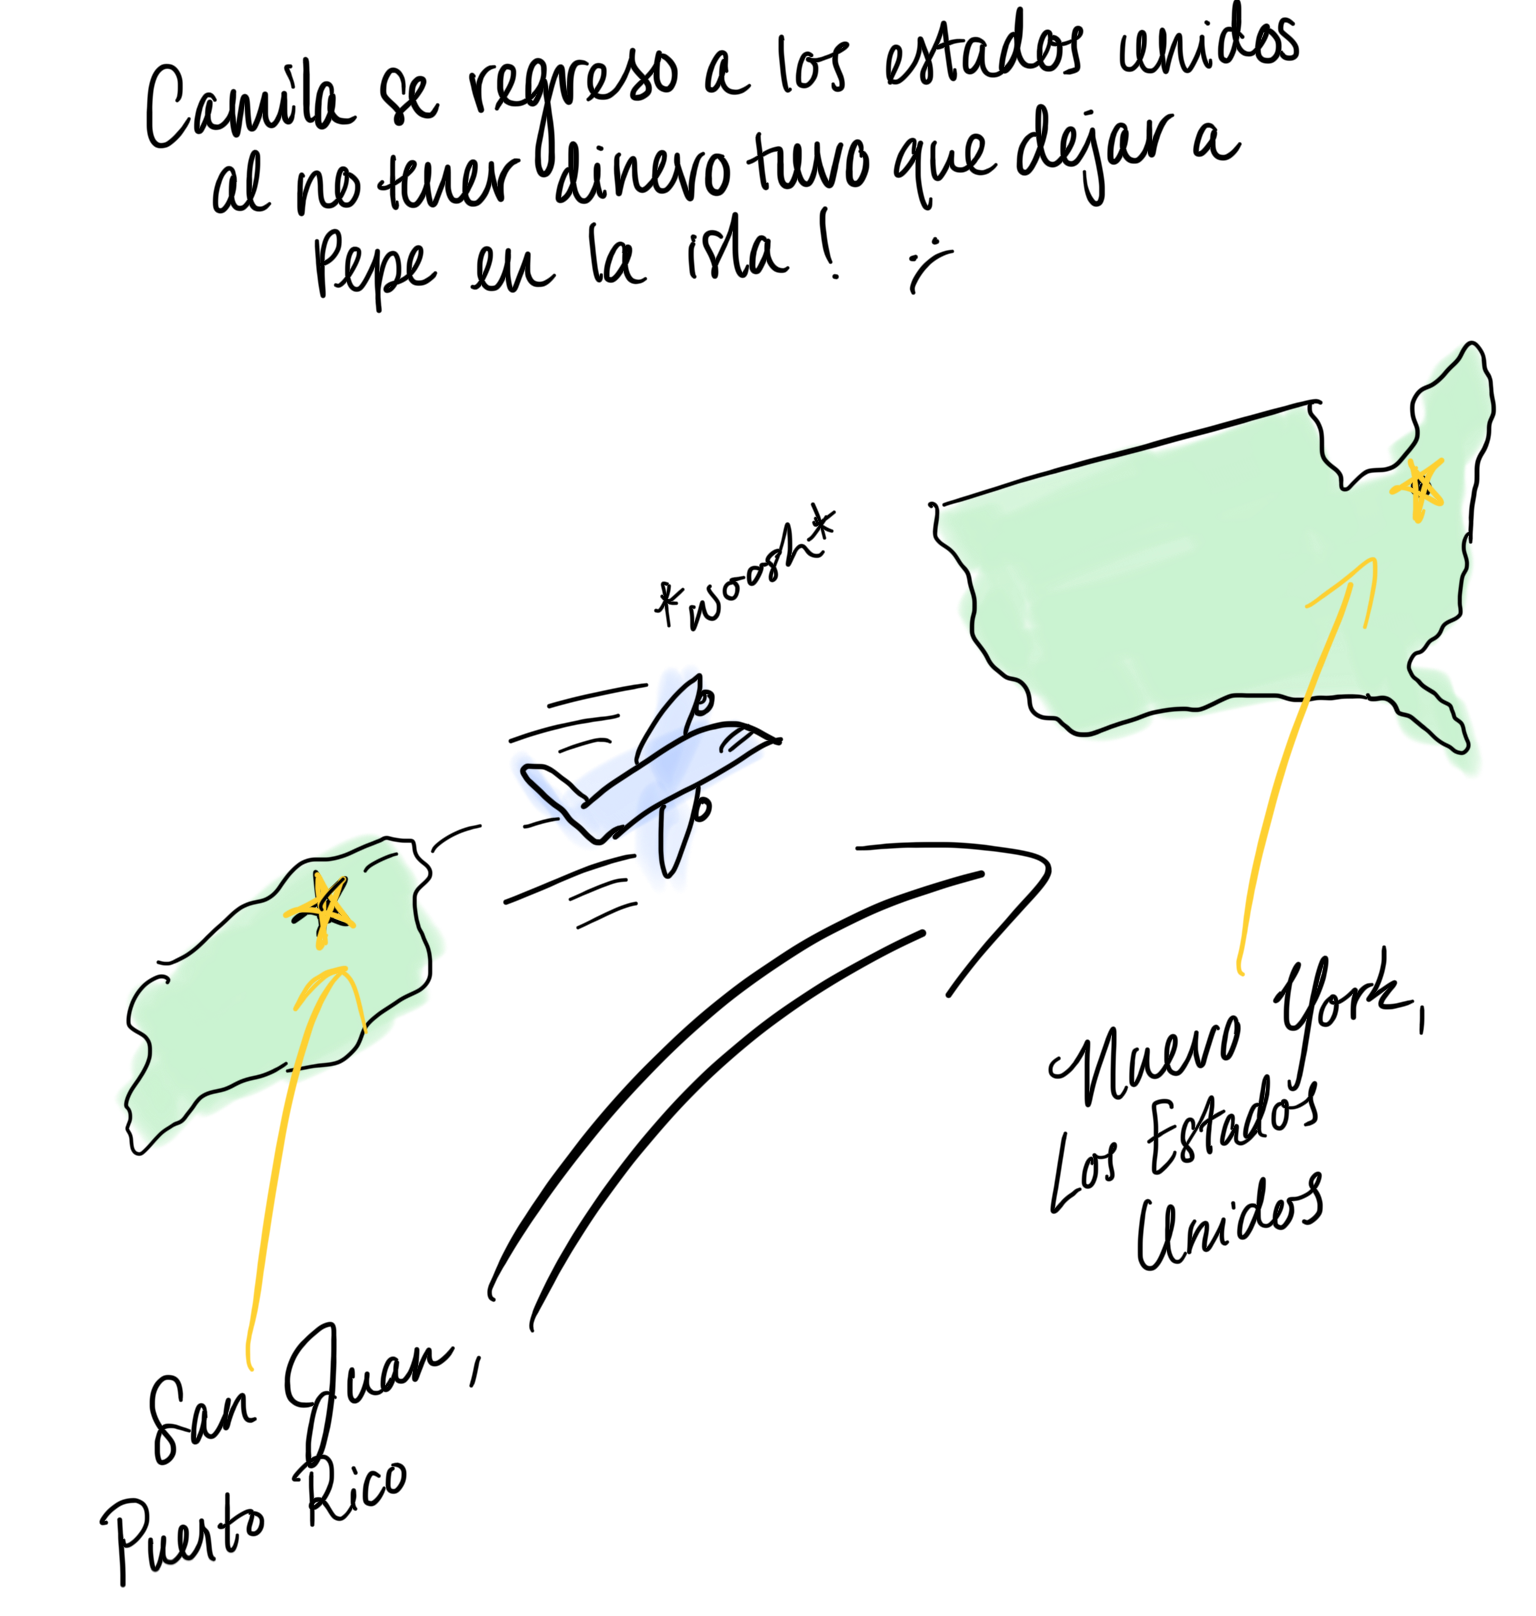 Camila se regreso a los estados unidos
al no tener dinero tuvo que dejar a
Pepe en la isla! :(
*woosh*
Nuevo York,
Los Estados
Unidos
San Juan,
Puerto Rico